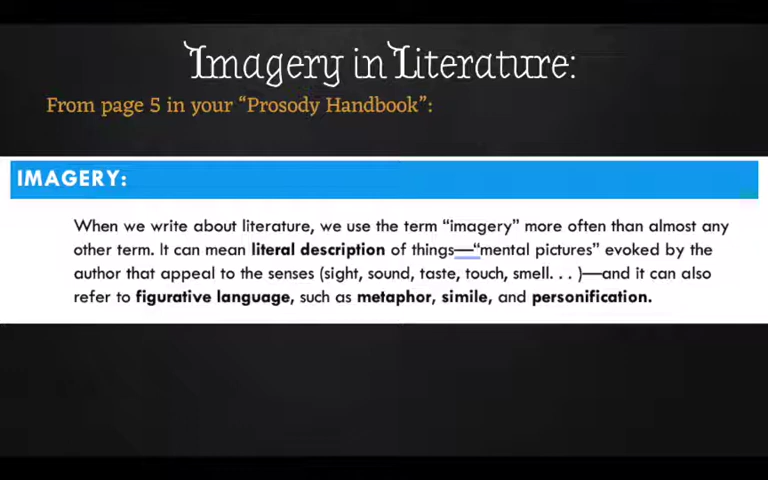 Imagery in Literature:
From page 5 in your “Prosody Handbook”:
IMAGERY:
When we write about literature, we use the term “imagery” more often than almost any
other term. It can mean literal description of things—“mental pictures” evoked by the
author that appeal to the senses (sight, sound, taste, touch, smell. . . )—and it can also
refer to figurative language, such as metaphor, simile, and personification.